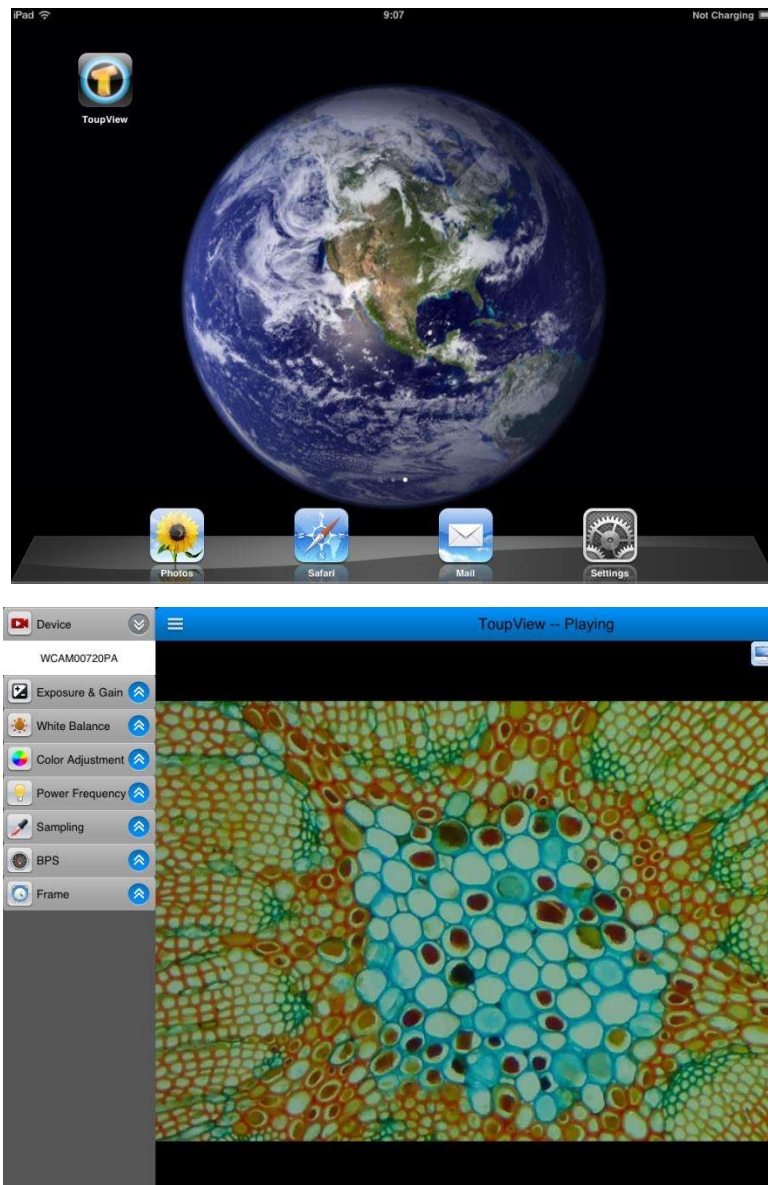 iPad
9:07
Not Charging
ToupView
Photos
Safari
Mail
Settings
Device
ToupView -- Playing
WCAM00720PA
Exposure & Gain
White Balance
Color Adjustment
Power Frequency
Sampling
BPS
Frame